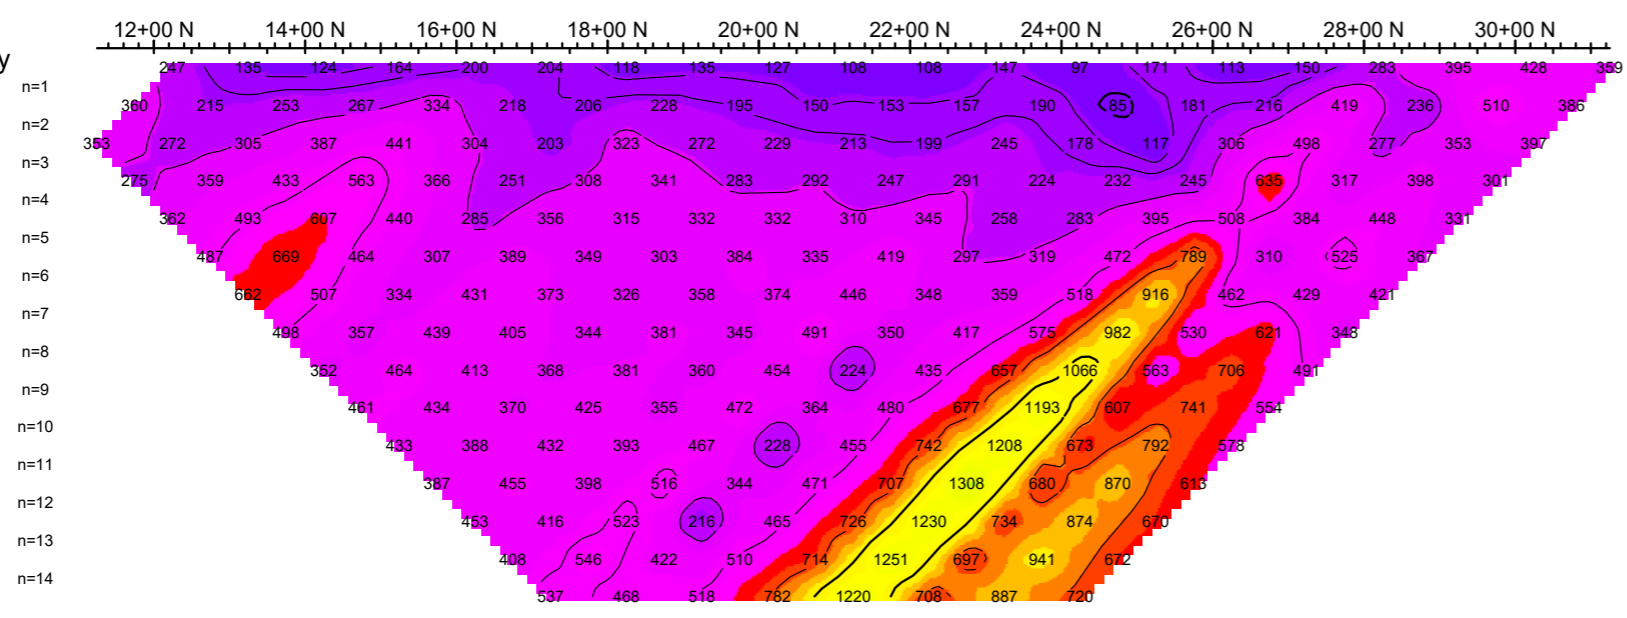 12+00 N 14+00 N 16+00 N 18+00 N 20+00 N 22+00 N 24+00 N 26+00 N 28+00 N 30+00 N
y
247 135 124 164 200 204 118 135 127 108 108 147 97 171 113 150 283 395 428 359
n=1
360 215 253 267 334 218 206 228 195 150 153 157 190 85 181 216 419 236 510 386
n=2
353 272 305 387 441 304 203 323 272 229 213 199 245 178 117 306 498 277 353 397
n=3
275 359 433 563 366 251 308 341 283 292 247 291 224 232 245 635 317 398 301
n=4
362 493 607 440 285 356 315 332 332 310 345 258 283 395 508 384 448 331
n=5
487 669 464 307 389 349 303 384 335 419 297 319 472 789 310 525 367
n=6
662 507 334 431 373 326 358 374 446 348 359 518 916 462 429 421
n=7
498 357 439 405 344 381 345 491 350 417 575 982 530 621 348
n=8
352 464 413 368 381 360 454 224 435 657 1066 563 706 491
n=9
461 434 370 425 355 472 364 480 677 1193 607 741 554
n=10
433 388 432 393 467 228 455 742 1208 673 792 578
n=11
387 455 398 516 344 471 707 1308 680 870 613
n=12
453 416 523 216 465 726 1230 734 874 670
n=13
408 546 422 510 714 1251 697 941 672
n=14
537 468 518 782 1220 708 887 720